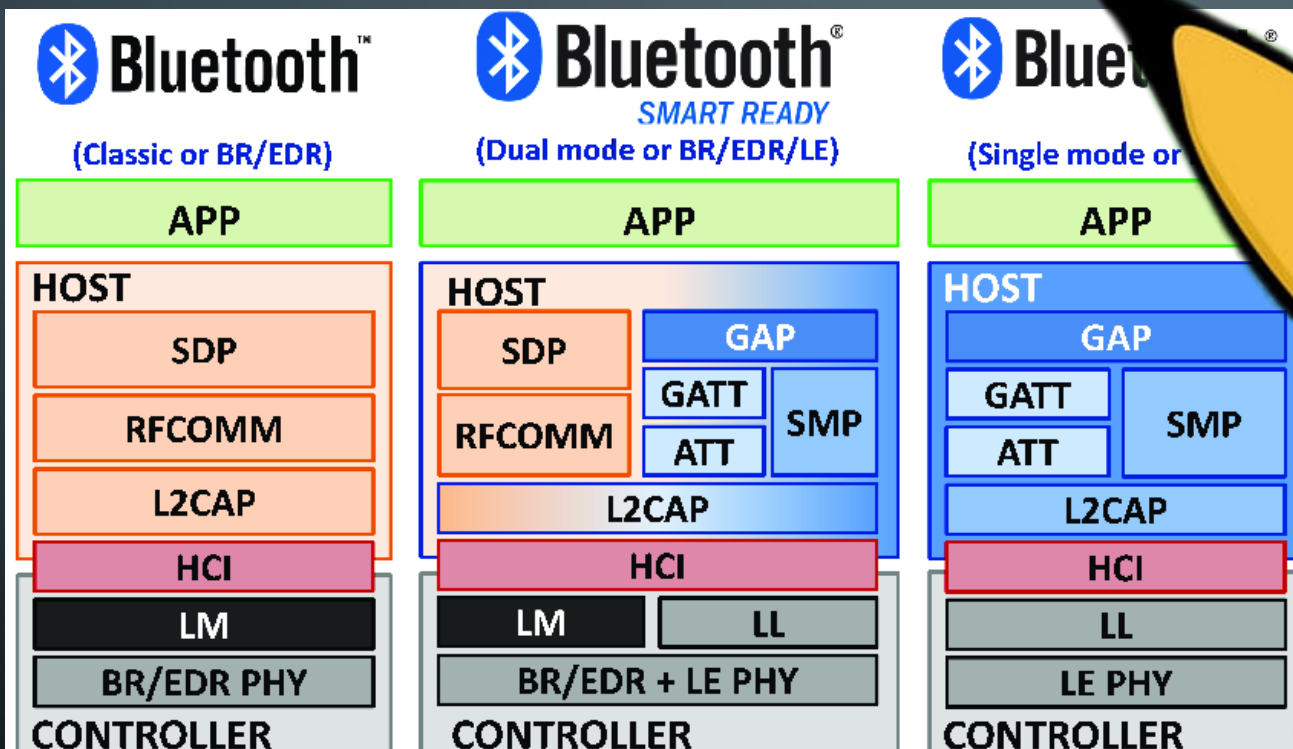 Bluetooth™
(Classic or BR/EDR)
APP
HOST
SDP
RFCOMM
L2CAP
HCI
LM
BR/EDR PHY
CONTROLLER
Bluetooth®
SMART READY
(Dual mode or BR/EDR/LE)
APP
HOST
SDP
RFCOMM
GAP
GATT
ATT
SMP
L2CAP
HCI
LM
LL
BR/EDR + LE PHY
CONTROLLER
®
(Single mode or
APP
HOST
GAP
GATT
ATT
SMP
L2CAP
HCI
LL
LE PHY
CONTROLLER